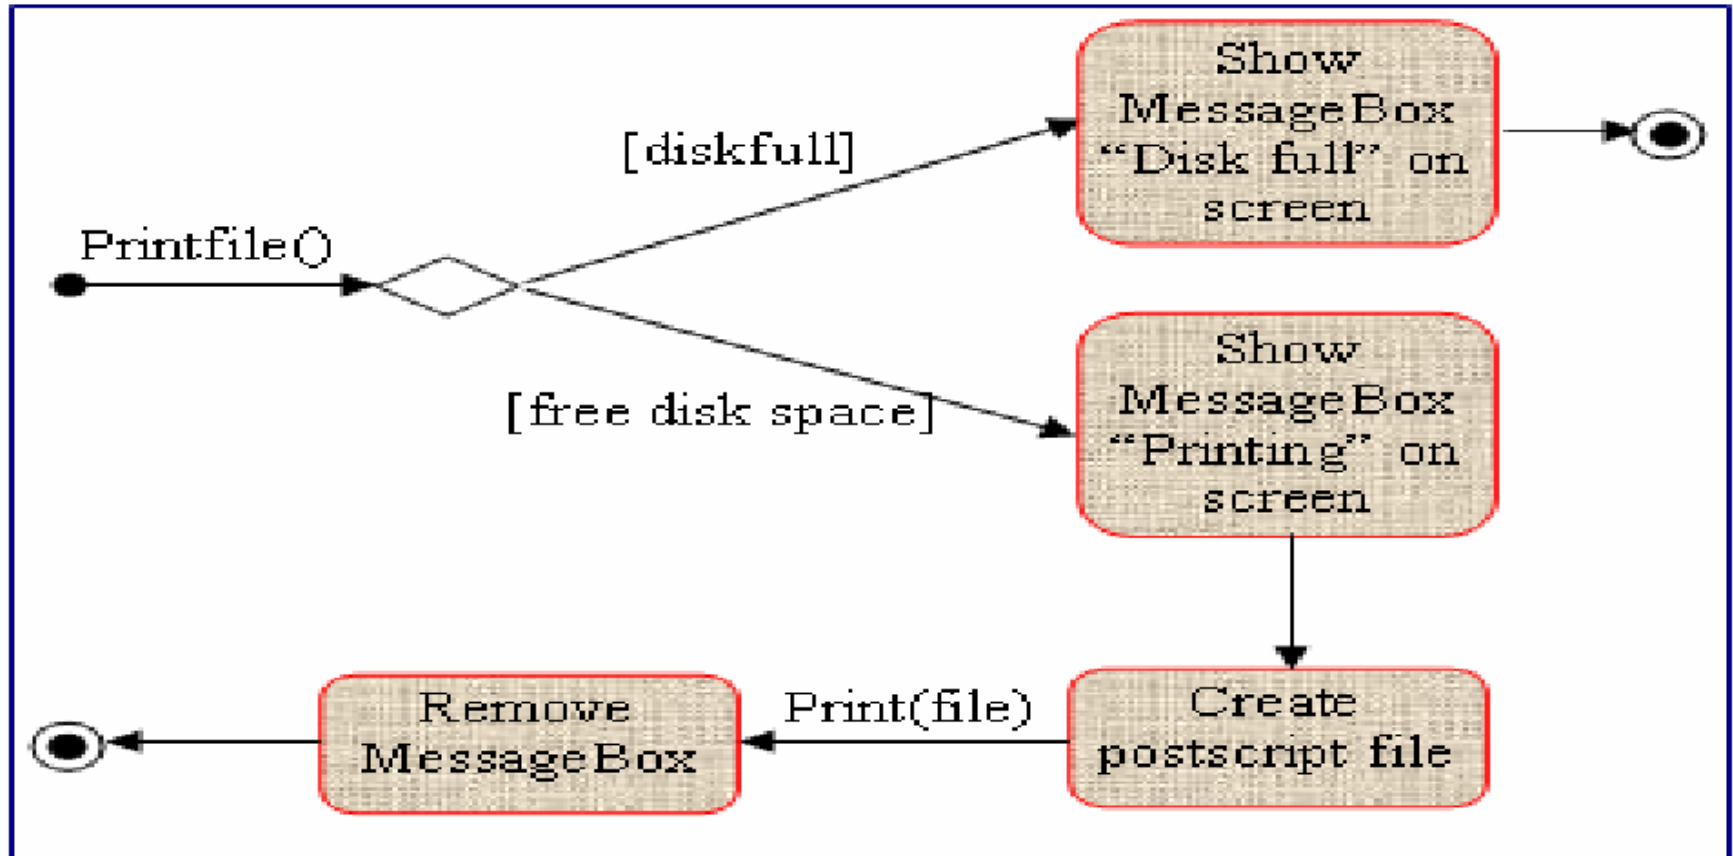 Show
MessageBox
“Disk full” on
screen
[diskfull]
Printfile()
[free disk space]
Show
MessageBox
“Printing” on
screen
Create
postscript file
Print(file)
Remove
MessageBox